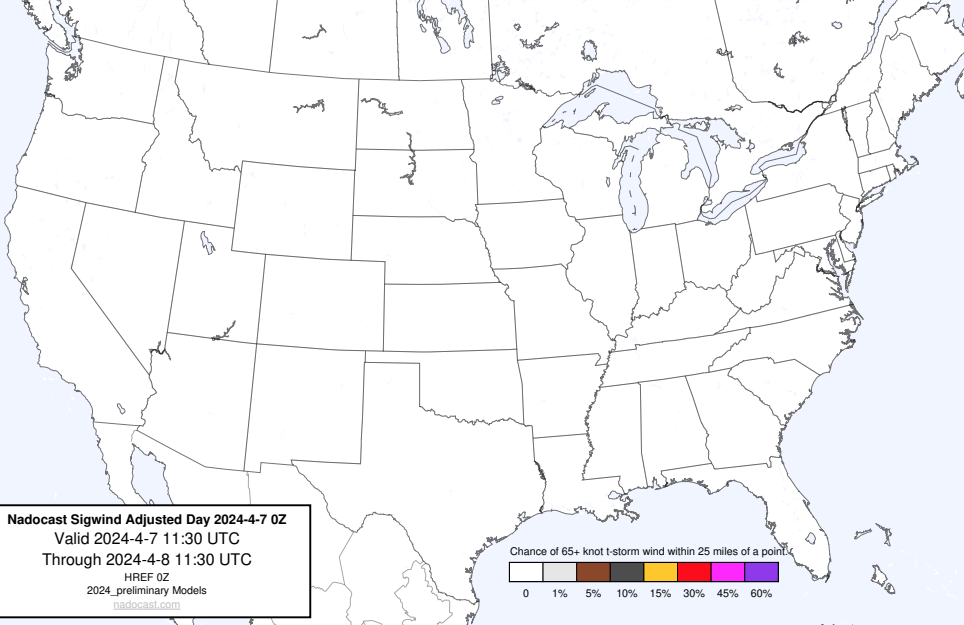 Nadocast Sigwind Adjusted Day 2024-4-7 0Z
Valid 2024-4-7 11:30 UTC
Through 2024-4-8 11:30 UTC
HREF 0Z
2024_preliminary Models
nadocast.com
Chance of 65+ knot t-storm wind within 25 miles of a point.
0 1% 5% 10% 15% 30% 45% 60%